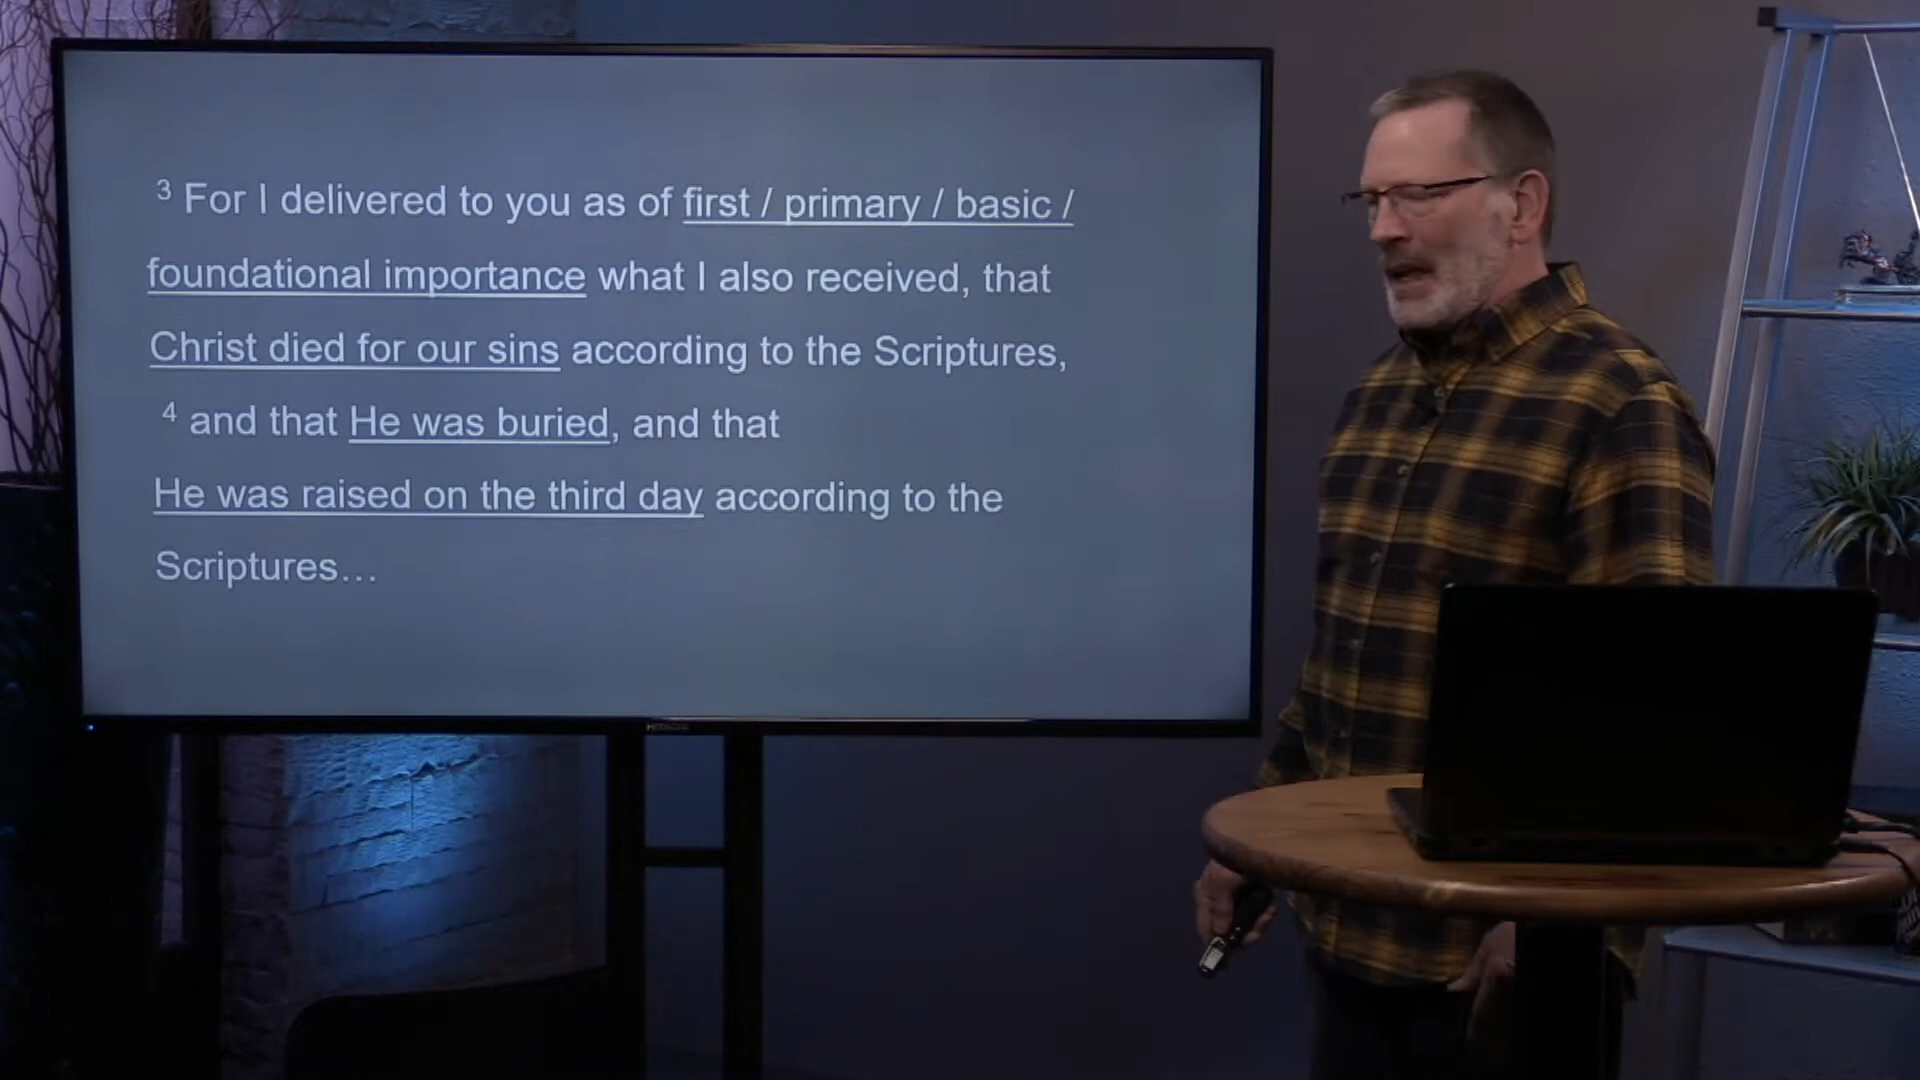 3 For I delivered to you as of first / primary / basic /
foundational importance what I also received, that
Christ died for our sins according to the Scriptures,
4 and that He was buried, and that
He was raised on the third day according to the
Scriptures…
HITACHI